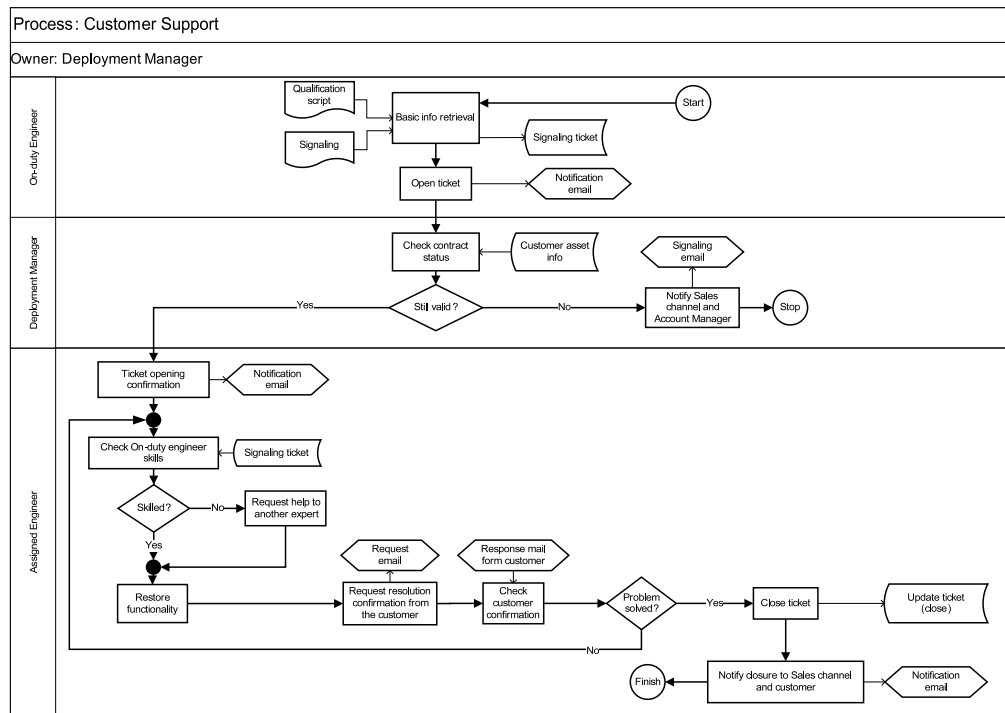 Process: Customer Support
Owner: Deployment Manager
On-duty Engineer
Qualification
script
Basic info retrieval
Start
Signaling
Signaling
ticket
Open ticket
Notification
email
Deployment Manager
Check contract
status
Customer asset
info
Signaling
email
Yes
Still valid?
No
Notify Sales
channel and
Account Manager
Stop
Assigned Engineer
Ticket opening
confirmation
Notification
email
Check On-duty engineer
skills
Signaling ticket
Skilled?
No
Request help to
another expert
Yes
Restore
functionality
Request
email
Response mail
form customer
Request resolution
confirmation from
the customer
Check
customer
confirmation
Problem
solved?
Yes
Close ticket
Update ticket
(close)
No
Finish
Notify closure to Sales channel
and customer
Notification
email